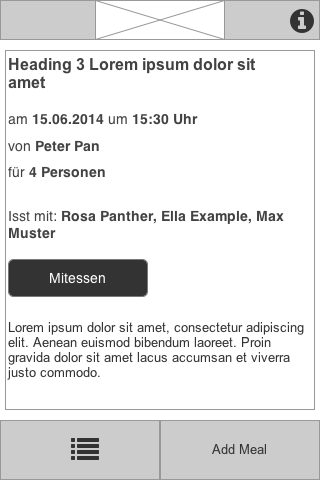 Heading 3 Lorem ipsum dolor sit
amet
am 15.06.2014 um 15:30 Uhr
von Peter Pan
für 4 Personen
Isst mit: Rosa Panther, Ella Example, Max
Muster
Mitessen
Lorem ipsum dolor sit amet, consectetur adipiscing
elit. Aenean euismod bibendum laoreet. Proin
gravida dolor sit amet lacus accumsan et viverra
justo commodo.
Add Meal